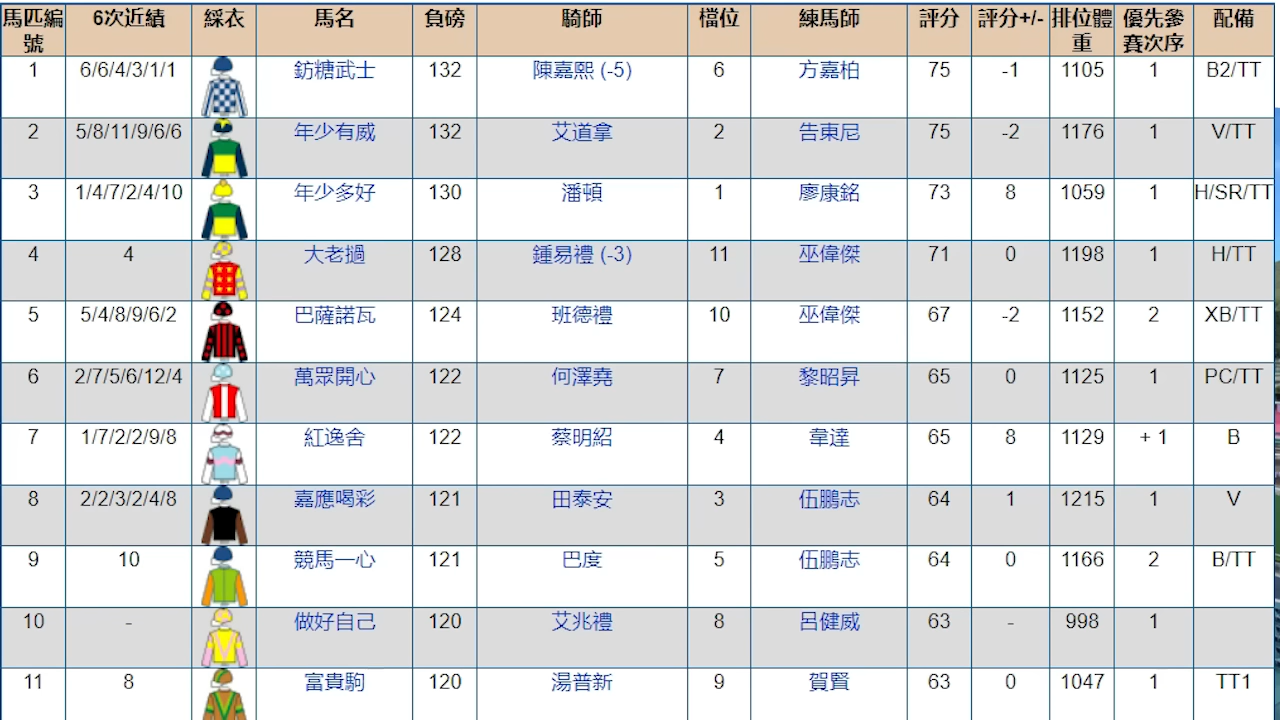 馬匹編號 6次近績 綵衣 馬名 負磅 騎師 檔位 練馬師 評分 評分+/- 排位體重 優先參賽次序 配備
1 6/6/4/3/1/1 鈁糖武士 132 陳嘉熙 (-5) 6 方嘉柏 75 -1 1105 1 B2/TT
2 5/8/11/9/6/6 年少有威 132 艾道拿 2 告東尼 75 -2 1176 1 V/TT
3 1/4/7/2/4/10 年少多好 130 潘頓 1 廖康銘 73 8 1059 1 H/SR/TT
4 4 大老撾 128 鍾易禮 (-3) 11 巫偉傑 71 0 1198 1 H/TT
5 5/4/8/9/6/2 巴薩諾瓦 124 班德禮 10 巫偉傑 67 -2 1152 2 XB/TT
6 2/7/5/6/12/4 萬眾開心 122 何澤堯 7 黎昭昇 65 0 1125 1 PC/TT
7 1/7/2/2/9/8 紅逸舍 122 蔡明紹 4 韋達 65 8 1129 + 1 B
8 2/2/3/2/4/8 嘉應喝彩 121 田泰安 3 伍鵬志 64 1 1215 1 V
9 10 競馬一心 121 巴度 5 伍鵬志 64 0 1166 2 B/TT
10 - 做好自己 120 艾兆禮 8 呂健威 63 - 998 1
11 8 富貴駒 120 湯普新 9 賀賢 63 0 1047 1 TT1